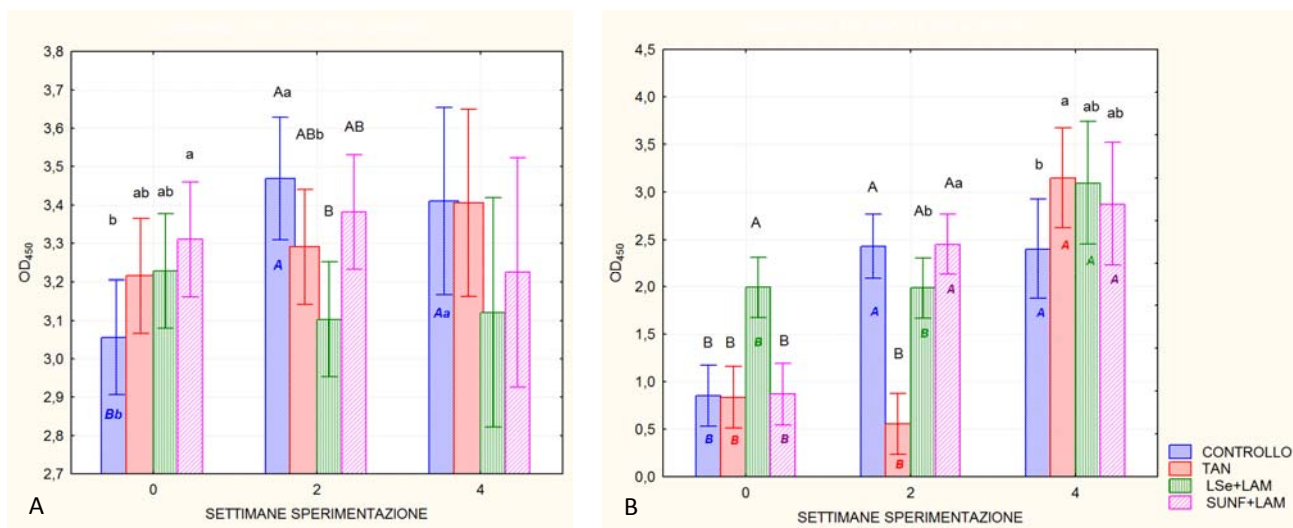 3,8
3,7
3,6
3,5
3,4
3,3
3,2
3,1
3,0
2,9
2,8
2,7
OD450
b
ab
ab
a
Aa
ABb
B
AB
Bb
A
Aa
0
2
4
SETTIMANE SPERIMENTAZIONE
A
4,5
4,0
3,5
3,0
2,5
2,0
1,5
1,0
0,5
0,0
OD450
B
B
A
B
A
B
Ab
Aa
b
a
ab
ab
B
B
B
B
A
B
B
A
A
A
A
A
0
2
4
SETTIMANE SPERIMENTAZIONE
B
CONTROLLO
TAN
LSe+LAM
SUNF+LAM